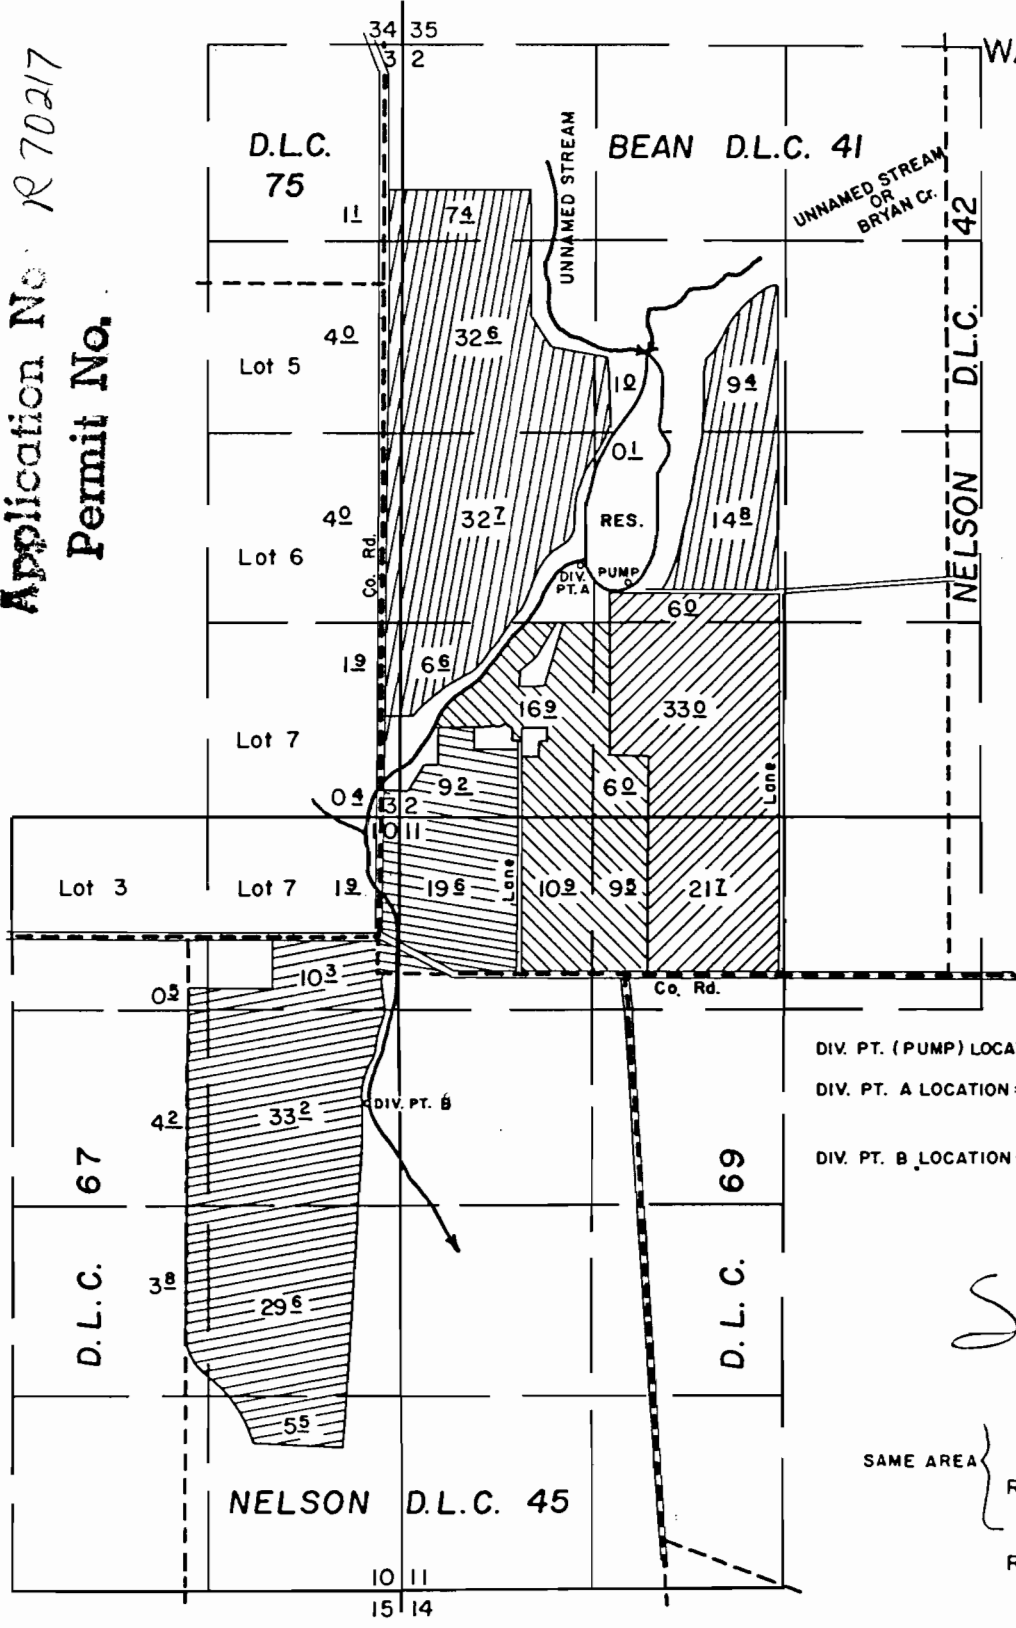 Application No. R 70217
Permit No.
34 35
3 2
W.
D.L.C.
75
UNNAMED STREAM
BEAN D.L.C. 41
UNNAMED STREAM
OR
BRYAN Cr.
NELSON D.L.C. 42
1 1
7 4
Lot 5
4 0
32 6
1 0
9 4
0 1
Lot 6
4 0
Co. Rd.
32 7
RES.
14 8
DIV.
PT. A
PUMP
6 0
1 9
6 6
16 9
33 0
Lot 7
9 2
6 0
Lane
0 4
3 2
10 11
Lot 3
Lot 7
1 9
19 6
Lane
10 9
9 5
21 7
10 3
0 5
Co. Rd.
DIV. PT. (PUMP) LOCA
DIV. PT. A LOCATION=
DIV. PT. B LOCATION=
4 2
33 2
DIV. PT. B
D.L.C. 67
D.L.C. 69
3 8
29 6
5 5
SAME AREA
R
R
NELSON D.L.C. 45
10 11
15 14